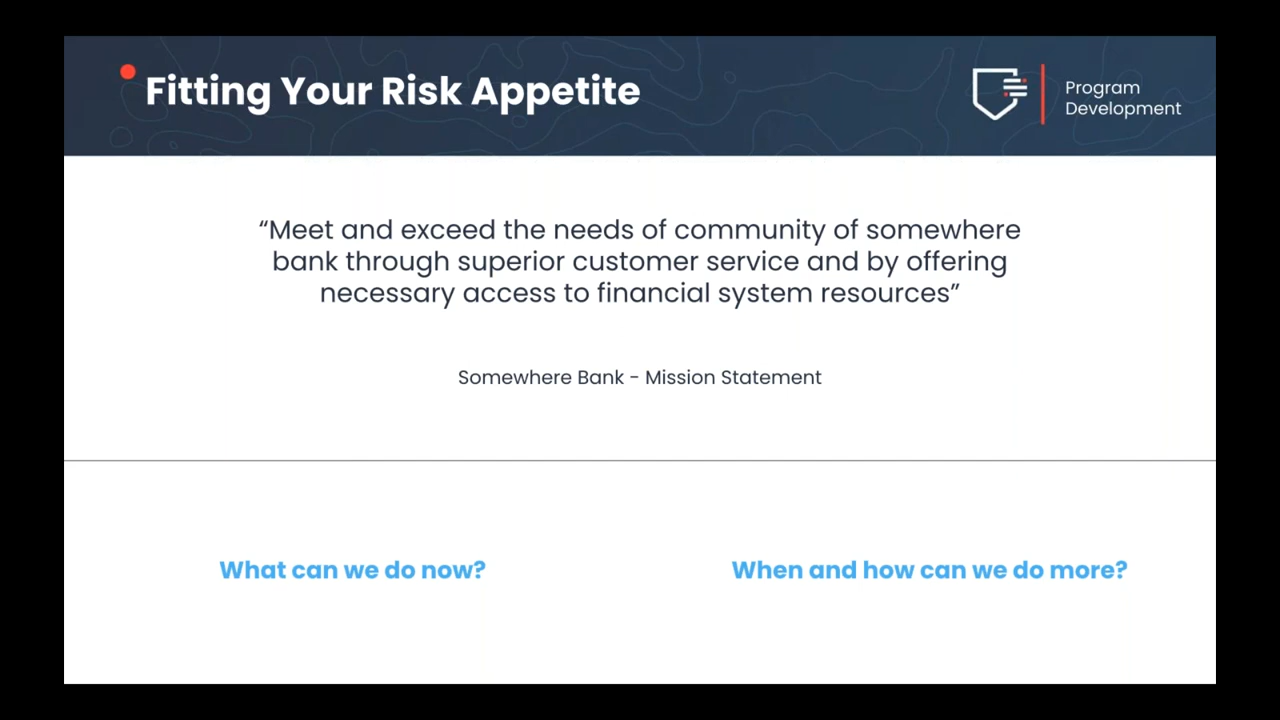 Fitting Your Risk Appetite
Program
Development
“Meet and exceed the needs of community of somewhere
bank through superior customer service and by offering
necessary access to financial system resources”
Somewhere Bank - Mission Statement
What can we do now?
When and how can we do more?